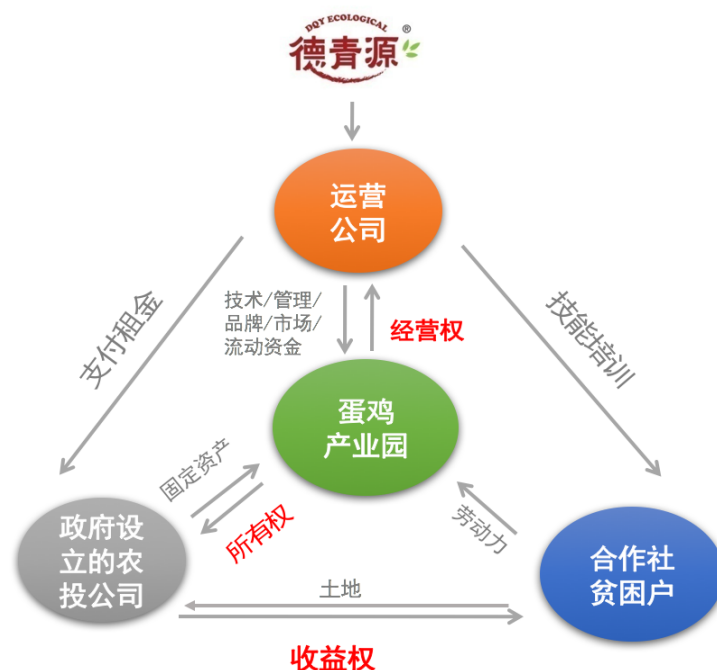 DQY ECOLOGICAL
德青源®
运营
公司
支付租金
技术/管理/
品牌/市场/
流动资金
经营权
技能培训
蛋鸡
产业园
固定资产
所有权
劳动力
政府设
立的农
投公司
合作社
贫困户
土地
收益权